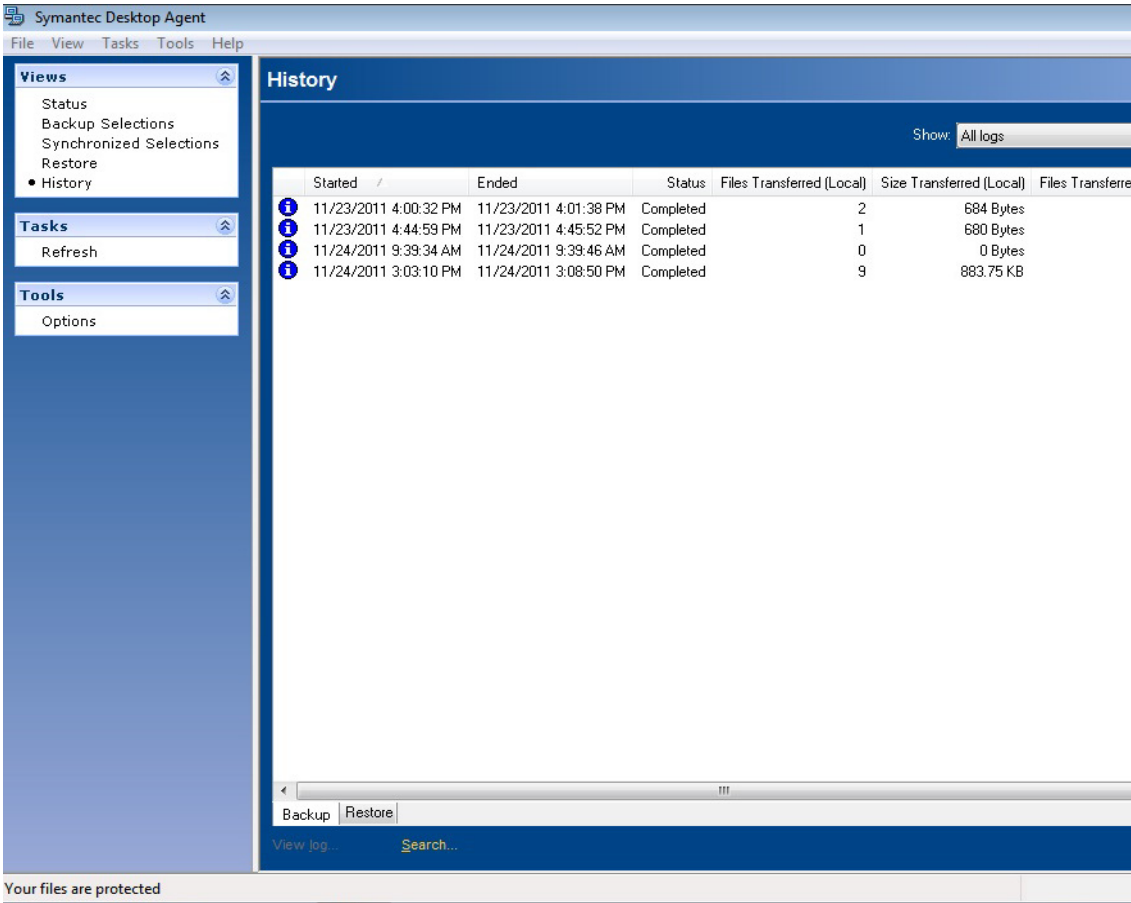 Symantec Desktop Agent
File View Tasks Tools Help
Views
Status
Backup Selections
Synchronized Selections
Restore
History
Tasks
Refresh
Tools
Options
History
Show: All logs
Started Ended Status Files Transferred (Local) Size Transferred (Local) Files Transferre
11/23/2011 4:00:32 PM 11/23/2011 4:01:38 PM Completed 2 684 Bytes
11/23/2011 4:44:59 PM 11/23/2011 4:45:52 PM Completed 1 680 Bytes
11/24/2011 9:39:34 AM 11/24/2011 9:39:46 AM Completed 0 0 Bytes
11/24/2011 3:03:10 PM 11/24/2011 3:08:50 PM Completed 9 883.75 KB
Backup Restore
View log... Search...
Your files are protected